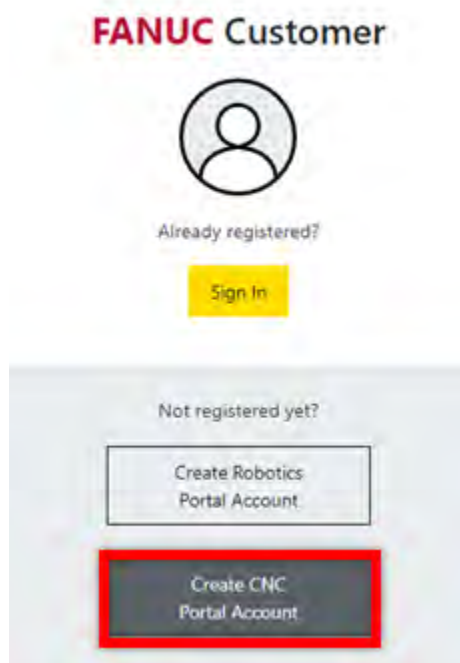 FANUC Customer
Already registered?
Sign In
Not registered yet?
Create Robotics
Portal Account
Create CNC
Portal Account